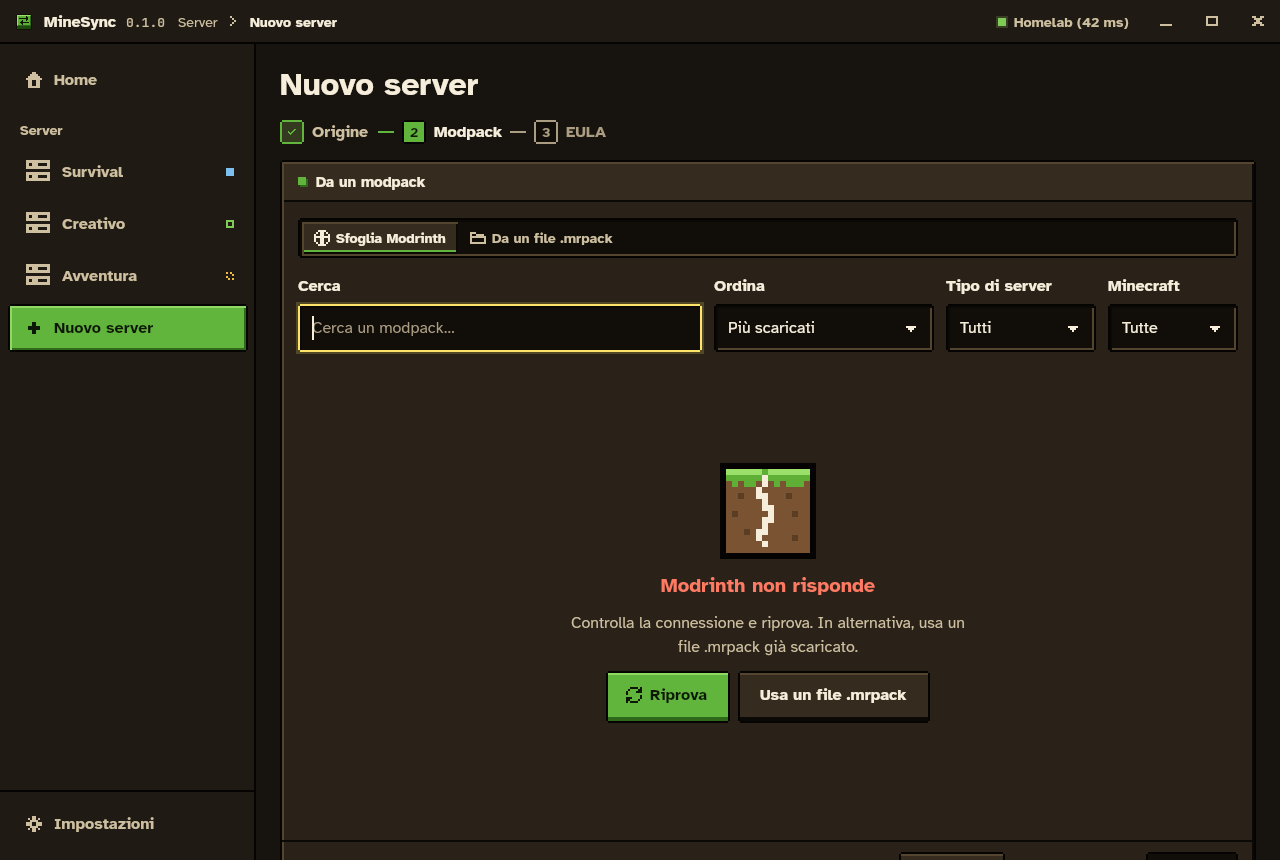 MineSync 0.1.0 Server Nuovo server
Homelab (42 ms)
Home
Server
Survival
Creativo
Avventura
Nuovo server
Impostazioni
Nuovo server
Origine 2 Modpack 3 EULA
Da un modpack
Sfoglia Modrinth Da un file .mrpack
Cerca Ordina Tipo di server Minecraft
Cerca un modpack... Più scaricati Tutti Tutte
Modrinth non risponde
Controlla la connessione e riprova. In alternativa, usa un
file .mrpack già scaricato.
Riprova Usa un file .mrpack